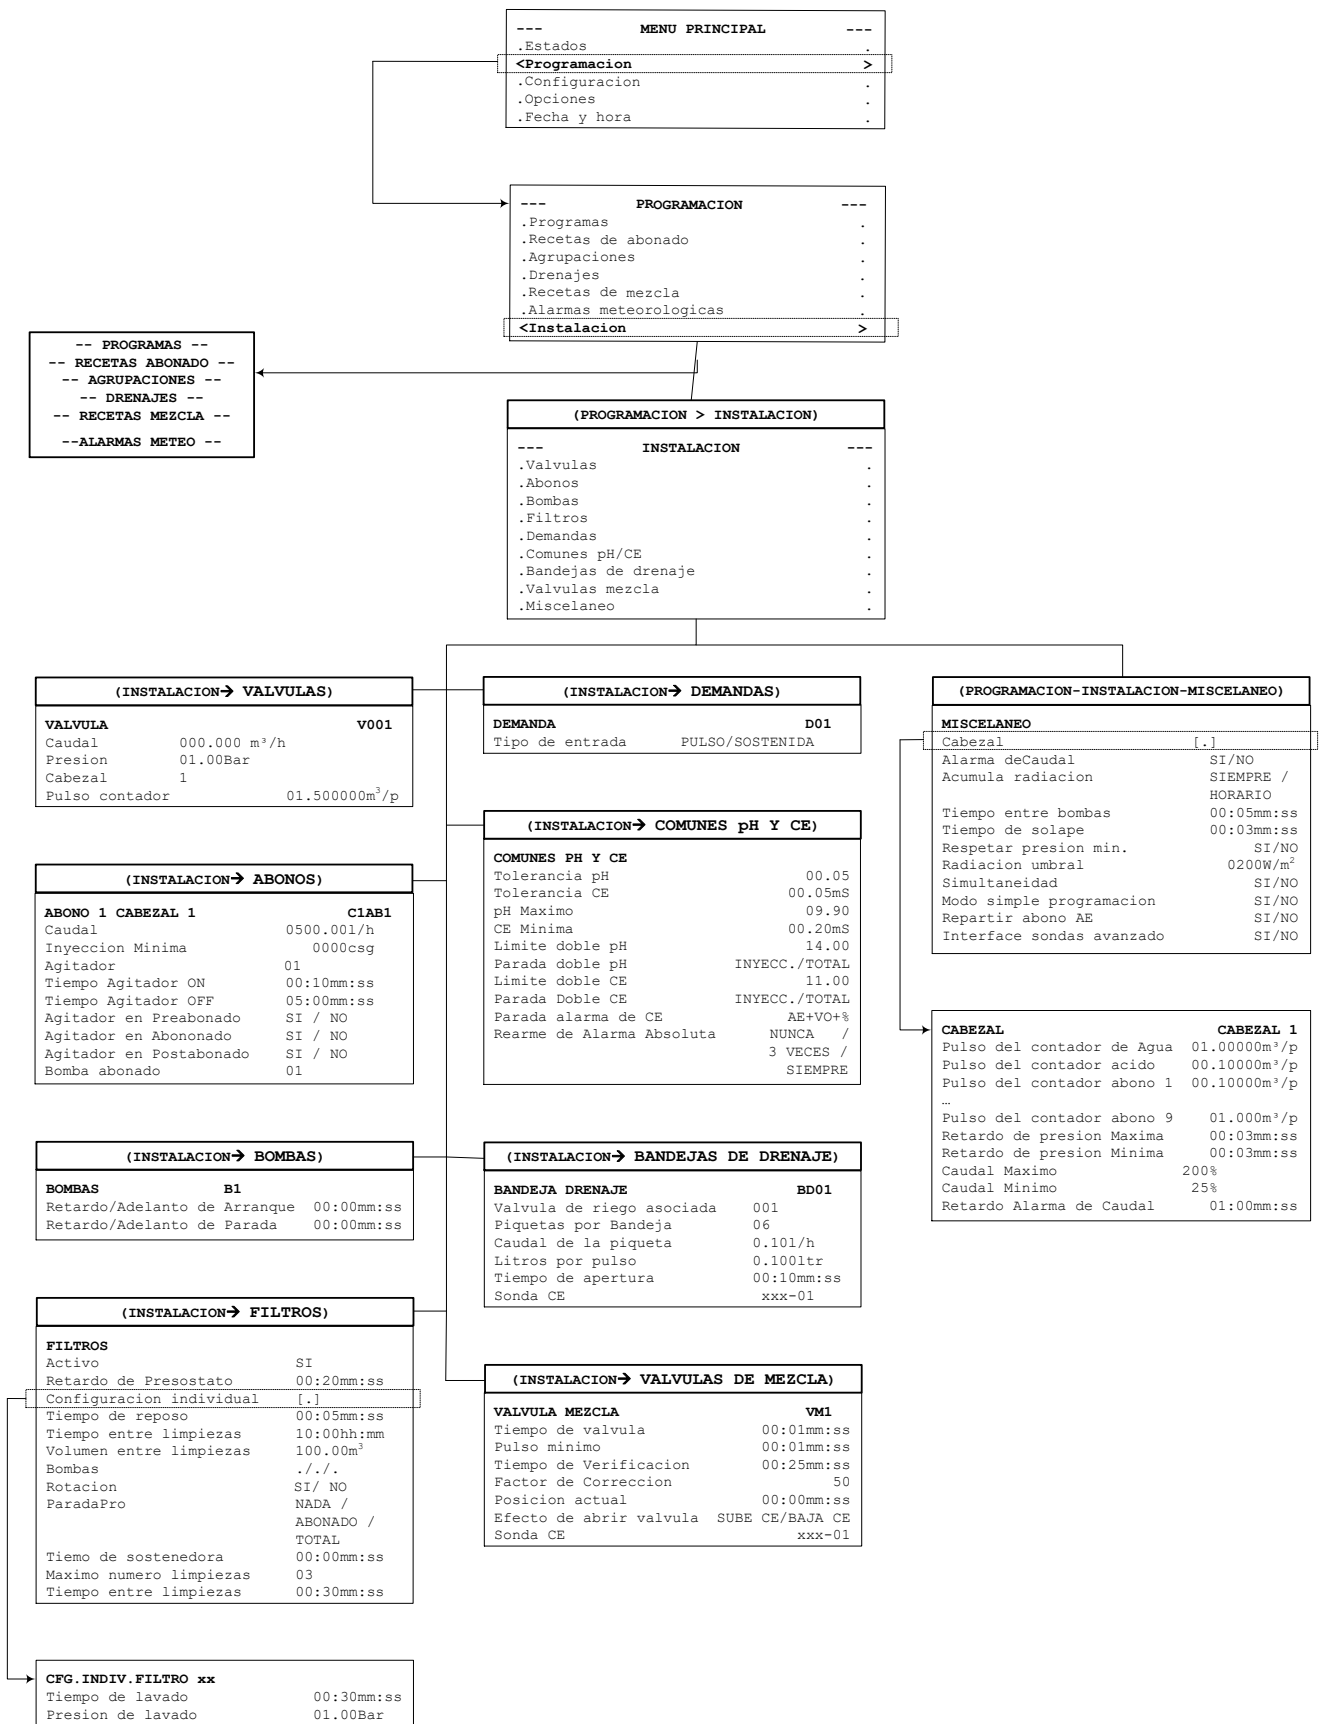 --- MENU PRINCIPAL ---
.Estados .
<Programacion >
.Configuracion .
.Opciones .
.Fecha y hora .
--- PROGRAMACION ---
.Programas .
.Recetas de abonado .
.Agrupaciones .
.Drenajes .
.Recetas de mezcla .
.Alarmas meteorologicas .
<Instalacion >
-- PROGRAMAS --
-- RECETAS ABONADO --
-- AGRUPACIONES --
-- DRENAJES --
-- RECETAS MEZCLA --
--ALARMAS METEO --
(PROGRAMACION > INSTALACION)
--- INSTALACION ---
.Valvulas .
.Abonos .
.Bombas .
.Filtros .
.Demandas .
.Comunes pH/CE .
.Bandejas de drenaje .
.Valvulas mezcla .
.Miscelaneo .
(INSTALACION→ VALVULAS)
VALVULA V001
Caudal 000.000 m³/h
Presion 01.00Bar
Cabezal 1
Pulso contador 01.500000m³/p
(INSTALACION→ ABONOS)
ABONO 1 CABEZAL 1 C1AB1
Caudal 0500.00l/h
Inyeccion Minima 0000csg
Agitador 01
Tiempo Agitador ON 00:10mm:ss
Tiempo Agitador OFF 05:00mm:ss
Agitador en Preabonado SI / NO
Agitador en Abononado SI / NO
Agitador en Postabonado SI / NO
Bomba abonado 01
(INSTALACION→ BOMBAS)
BOMBAS B1
Retardo/Adelanto de Arranque 00:00mm:ss
Retardo/Adelanto de Parada 00:00mm:ss
(INSTALACION→ FILTROS)
FILTROS
Activo SI
Retardo de Presostato 00:20mm:ss
Configuracion individual [.]
Tiempo de reposo 00:05mm:ss
Tiempo entre limpiezas 10:00hh:mm
Volumen entre limpiezas 100.00m³
Bombas ././.
Rotacion SI/ NO
ParadaPro NADA /
ABONADO /
TOTAL
Tiemo de sostenedora 00:00mm:ss
Maximo numero limpiezas 03
Tiempo entre limpiezas 00:30mm:ss
CFG.INDIV.FILTRO xx
Tiempo de lavado 00:30mm:ss
Presion de lavado 01.00Bar
(INSTALACION→ DEMANDAS)
DEMANDA D01
Tipo de entrada PULSO/SOSTENIDA
(INSTALACION→ COMUNES pH Y CE)
COMUNES PH Y CE
Tolerancia pH 00.05
Tolerancia CE 00.05mS
pH Maximo 09.90
CE Minima 00.20mS
Limite doble pH 14.00
Parada doble pH INYECC./TOTAL
Limite doble CE 11.00
Parada Doble CE INYECC./TOTAL
Parada alarma de CE AE+VO+%
Rearme de Alarma Absoluta NUNCA /
3 VECES /
SIEMPRE
(INSTALACION→ BANDEJAS DE DRENAJE)
BANDEJA DRENAJE BD01
Valvula de riego asociada 001
Piquetas por Bandeja 06
Caudal de la piqueta 0.10l/h
Litros por pulso 0.100ltr
Tiempo de apertura 00:10mm:ss
Sonda CE xxx-01
(INSTALACION→ VALVULAS DE MEZCLA)
VALVULA MEZCLA VM1
Tiempo de valvula 00:01mm:ss
Pulso minimo 00:01mm:ss
Tiempo de Verificacion 00:25mm:ss
Factor de Correccion 50
Posicion actual 00:00mm:ss
Efecto de abrir valvula SUBE CE/BAJA CE
Sonda CE xxx-01
(PROGRAMACION-INSTALACION-MISCELANEO)
MISCELANEO
Cabezal [.]
Alarma deCaudal SI/NO
Acumula radiacion SIEMPRE /
HORARIO
Tiempo entre bombas 00:05mm:ss
Tiempo de solape 00:03mm:ss
Respetar presion min. SI/NO
Radiacion umbral 0200W/m²
Simultaneidad SI/NO
Modo simple programacion SI/NO
Repartir abono AE SI/NO
Interface sondas avanzado SI/NO
CABEZAL CABEZAL 1
Pulso del contador de Agua 01.00000m³/p
Pulso del contador acido 00.10000m³/p
Pulso del contador abono 1 00.10000m³/p
…
Pulso del contador abono 9 01.000m³/p
Retardo de presion Maxima 00:03mm:ss
Retardo de presion Minima 00:03mm:ss
Caudal Maximo 200%
Caudal Minimo 25%
Retardo Alarma de Caudal 01:00mm:ss